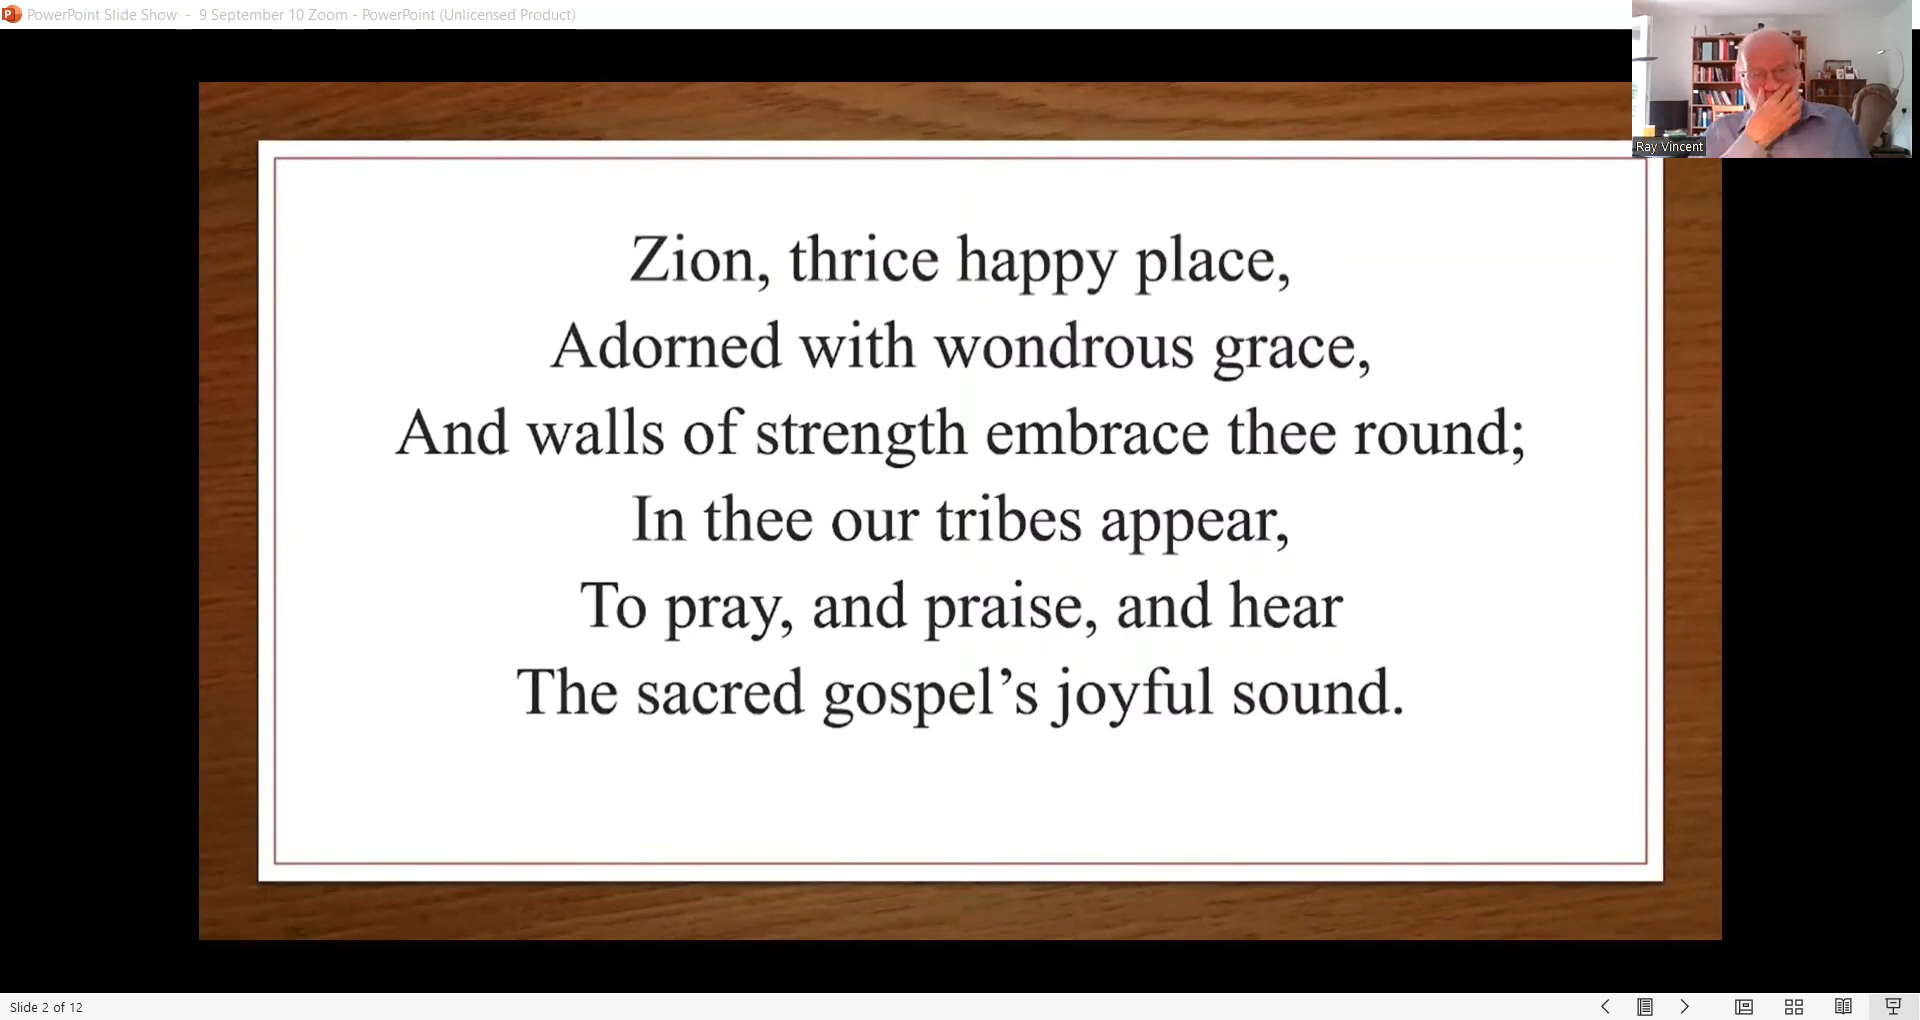 PowerPoint Slide Show - 9 September 10 Zoom - PowerPoint (Unlicensed Product)
Ray Vincent
Zion, thrice happy place,
Adorned with wondrous grace,
And walls of strength embrace thee round;
In thee our tribes appear,
To pray, and praise, and hear
The sacred gospel’s joyful sound.
Slide 2 of 12